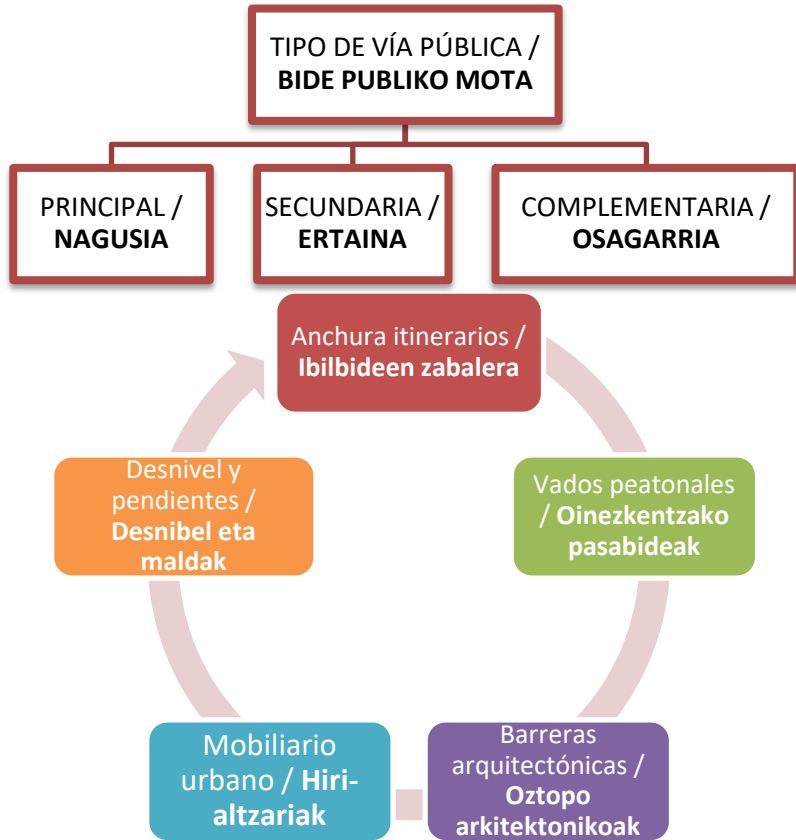 TIPO DE VÍA PÚBLICA /
BIDE PUBLIKO MOTA
PRINCIPAL /
NAGUSIA
SECUNDARIA /
ERTAINA
COMPLEMENTARIA /
OSAGARRIA
Anchura itinerarios /
Ibilbideen zabalera
Desnivel y
pendientes /
Desnibel eta
maldak
Vados peatonales
/ Oinezkentzako
pasabideak
Mobiliario
urbano / Hiri-
altzariak
Barreras
arquitectónicas /
Oztopo
arkitektonikoak